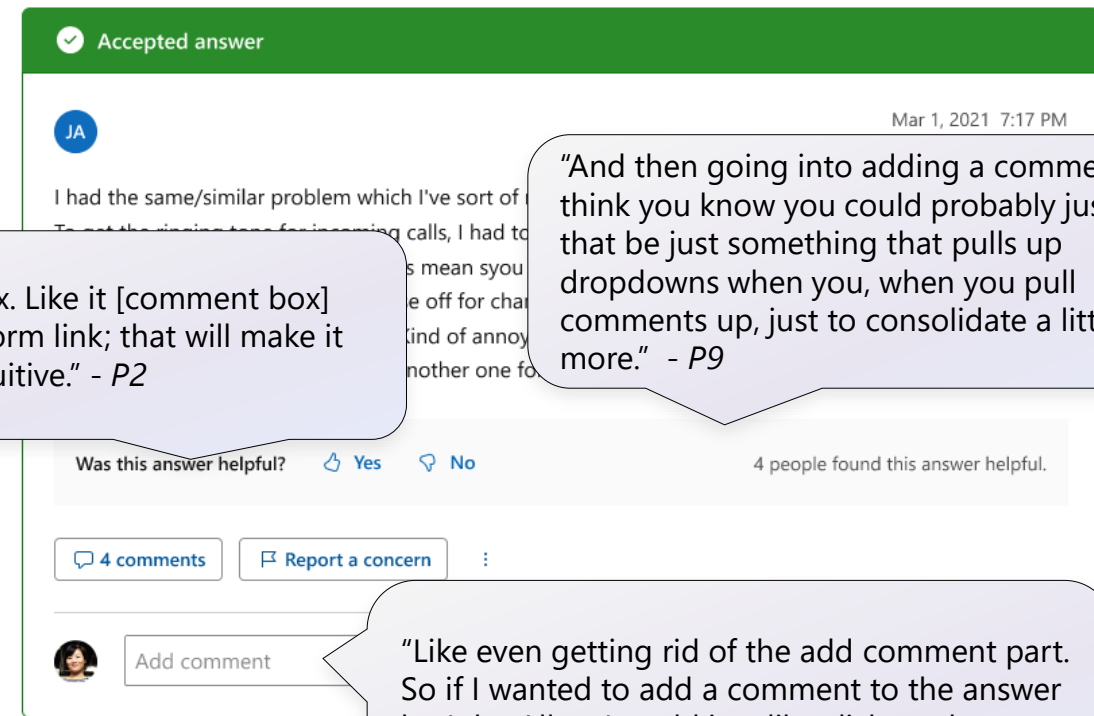 Accepted answer
JA
Mar 1, 2021 7:17 PM
I had the same/similar problem which I've sort of
To get the ringing tone for incoming calls, I had to
s mean syou
e off for
kind of
nother one
"And then going into adding a
think you know you could probably
that be just something that pulls up
dropdowns when you, when you pull
comments up, just to consolidate a
more." - P9
x. Like it [comment box]
orm link; that will make it
uitive." - P2
Was this answer helpful? Yes No
4 people found this answer helpful.
4 comments Report a concern
Add comment
"Like even getting rid of the add comment part.
So if I wanted to add a comment to the answer